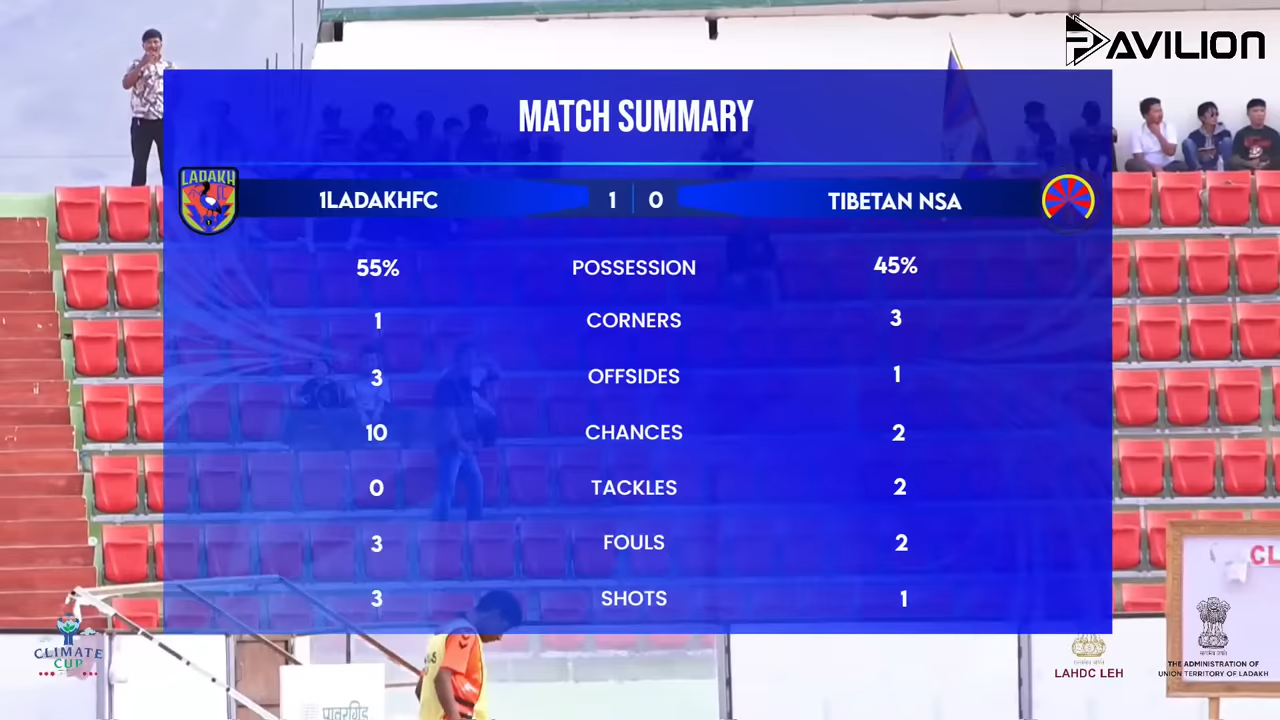 PAVILION
MATCH SUMMARY
LADAKH
1LADAKHFC 1 0 TIBETAN NSA
55% POSSESSION 45%
1 CORNERS 3
3 OFFSIDES 1
10 CHANCES 2
0 TACKLES 2
3 FOULS 2
3 SHOTS 1
CL
CLIMATE
CUP
पावरग्रिड
LAHDC LEH
THE ADMINISTRATION OF
UNION TERRITORY OF LADAKH